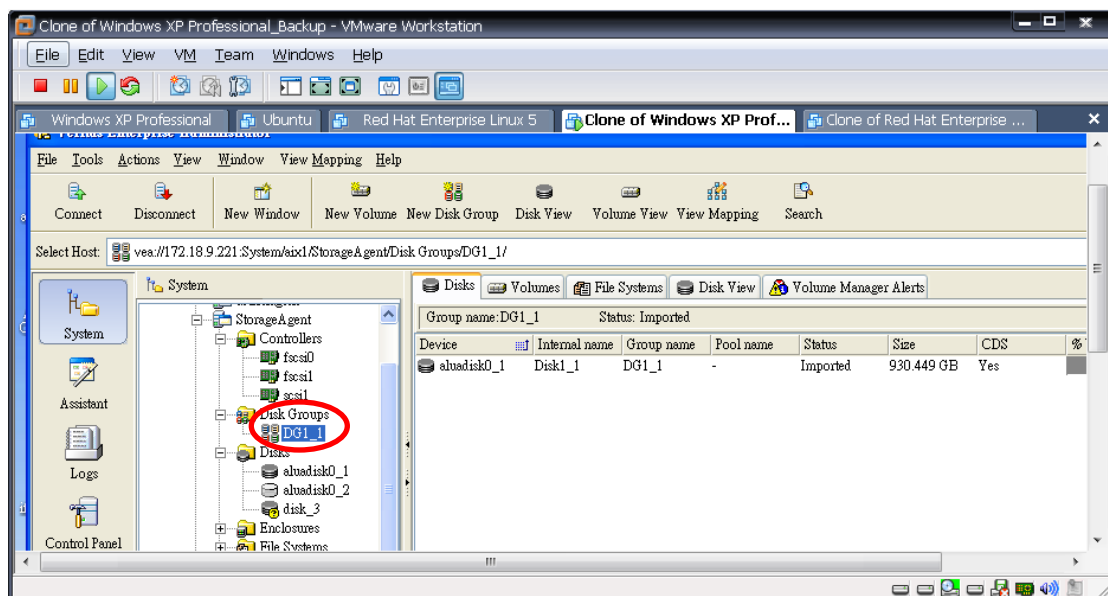 Clone of Windows XP Professional_Backup - VMware Workstation
File Edit View VM Team Windows Help
Windows XP Professional Ubuntu Red Hat Enterprise Linux 5 Clone of Windows XP Prof... Clone of Red Hat Enterprise ...
Veritas Enterprise Administrator
File Tools Actions View Window View Mapping Help
Connect Disconnect New Window New Volume New Disk Group Disk View Volume View View Mapping Search
Select Host: vea://172.18.9.221:System/aix1/StorageAgent/Disk Groups/DG1_1/
System
Assistant
Logs
Control Panel
System
StorageAgent
Controllers
fscsi0
fscsi1
scsi1
Disk Groups
DG1_1
Disks
aluadisk0_1
aluadisk0_2
disk_3
Enclosures
File Systems
Disks Volumes File Systems Disk View Volume Manager Alerts
Group name:DG1_1 Status: Imported
Device Internal name Group name Pool name Status Size CDS %
aluadisk0_1 Disk1_1 DG1_1 - Imported 930.449 GB Yes